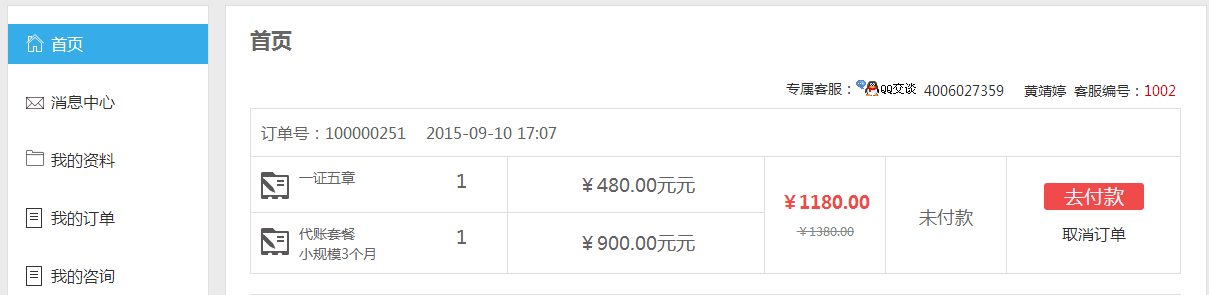 首页
消息中心
我的资料
我的订单
我的咨询
首页
专属客服：QQ交谈 4006027359 黄靖婷 客服编号：1002
订单号：100000251 2015-09-10 17:07
一证五章 1 ￥480.00元元
代账套餐
小规模3个月 1 ￥900.00元元
￥1180.00
￥1380.00
未付款
去付款
取消订单